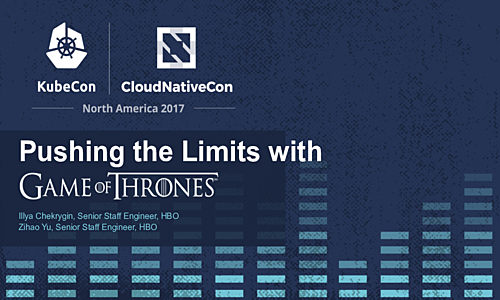 KubeCon
CloudNativeCon
North America 2017
Pushing the Limits with
GAME OF THRONES
Illya Chekrygin, Senior Staff Engineer, HBO
Zihao Yu, Senior Staff Engineer, HBO